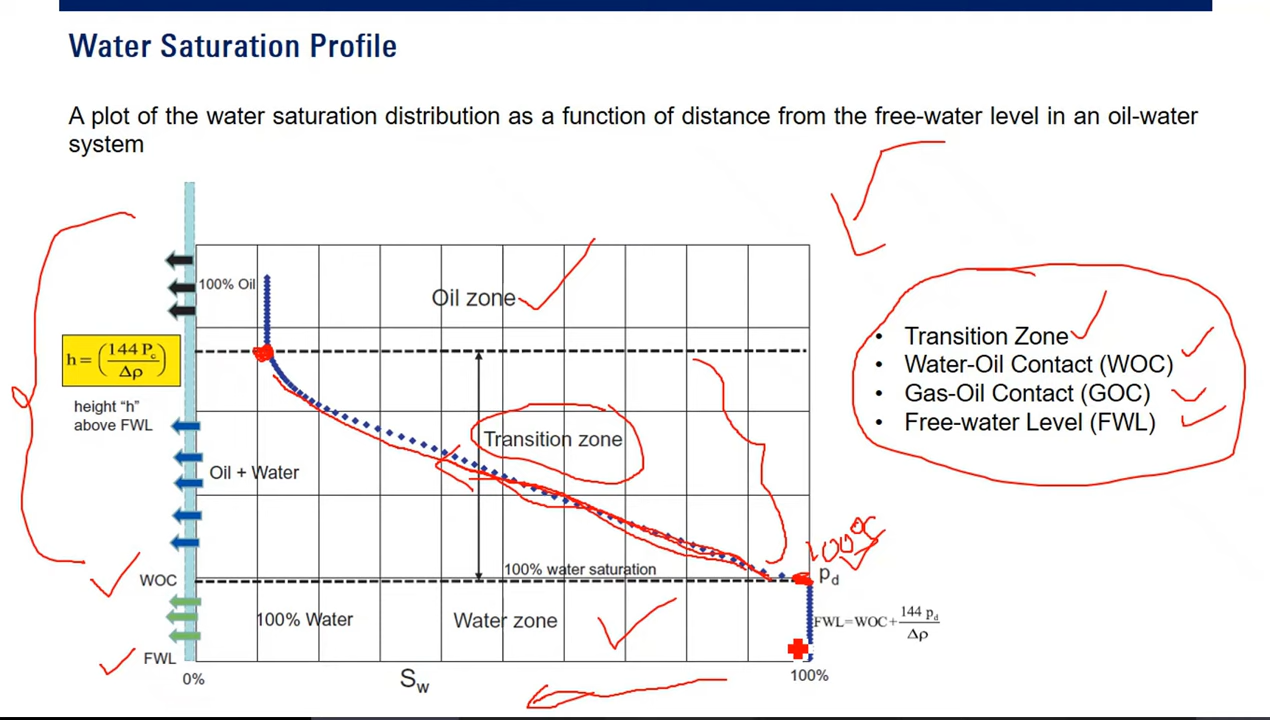 Water Saturation Profile
A plot of the water saturation distribution as a function of distance from the free-water level in an oil-water
system
100% Oil
Oil zone
h = (144 Pc / Δρ)
height "h"
above FWL
Transition zone
Oil + Water
• Transition Zone
• Water-Oil Contact (WOC)
• Gas-Oil Contact (GOC)
• Free-water Level (FWL)
WOC
100% water saturation
pd
100% Water
Water zone
FWL=WOC+ 144 pd / Δρ
FWL
0%
Sw
100%